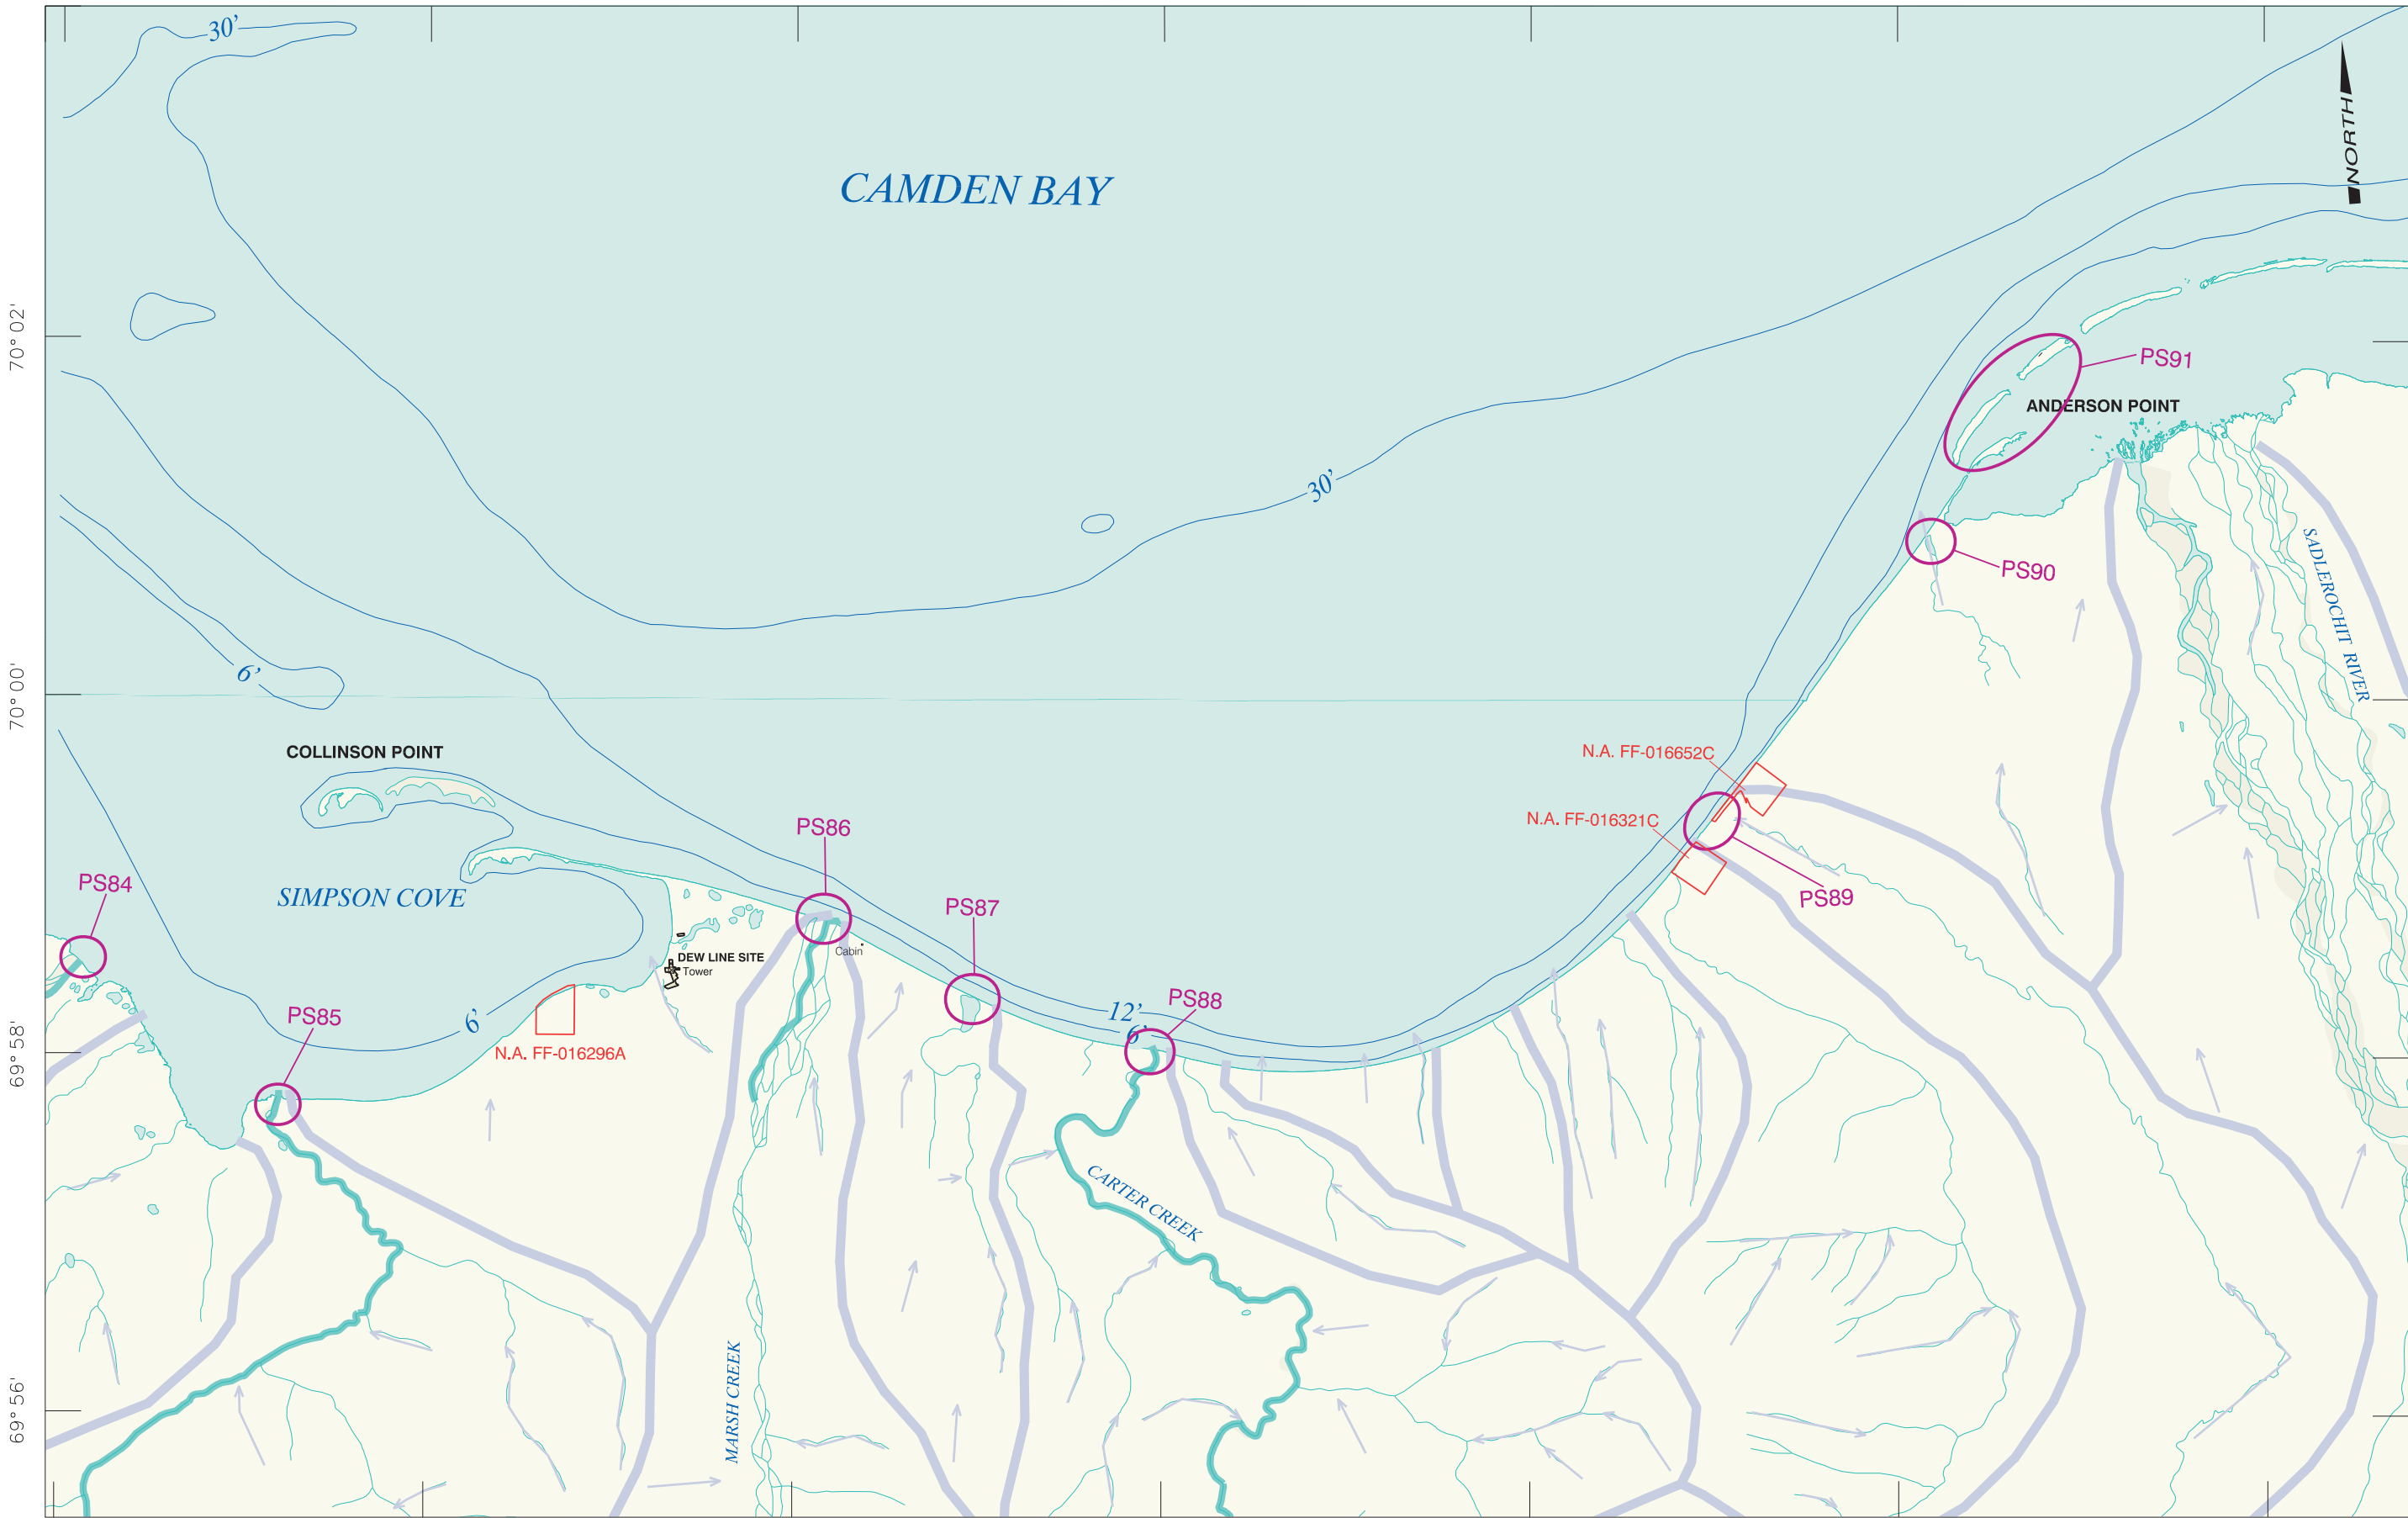 30'
NORTH
CAMDEN BAY
70° 02'
PS91
ANDERSON POINT
30'
PS90
SADLEROCHIT RIVER
6'
70° 00'
COLLINSON POINT
N.A. FF-016652C
N.A. FF-016321C
PS86
PS84
SIMPSON COVE
PS87
PS89
Cabin
DEW LINE SITE
Tower
PS88
12'
6'
PS85
6'
N.A. FF-016296A
69° 58'
CARTER CREEK
MARSH CREEK
69° 56'